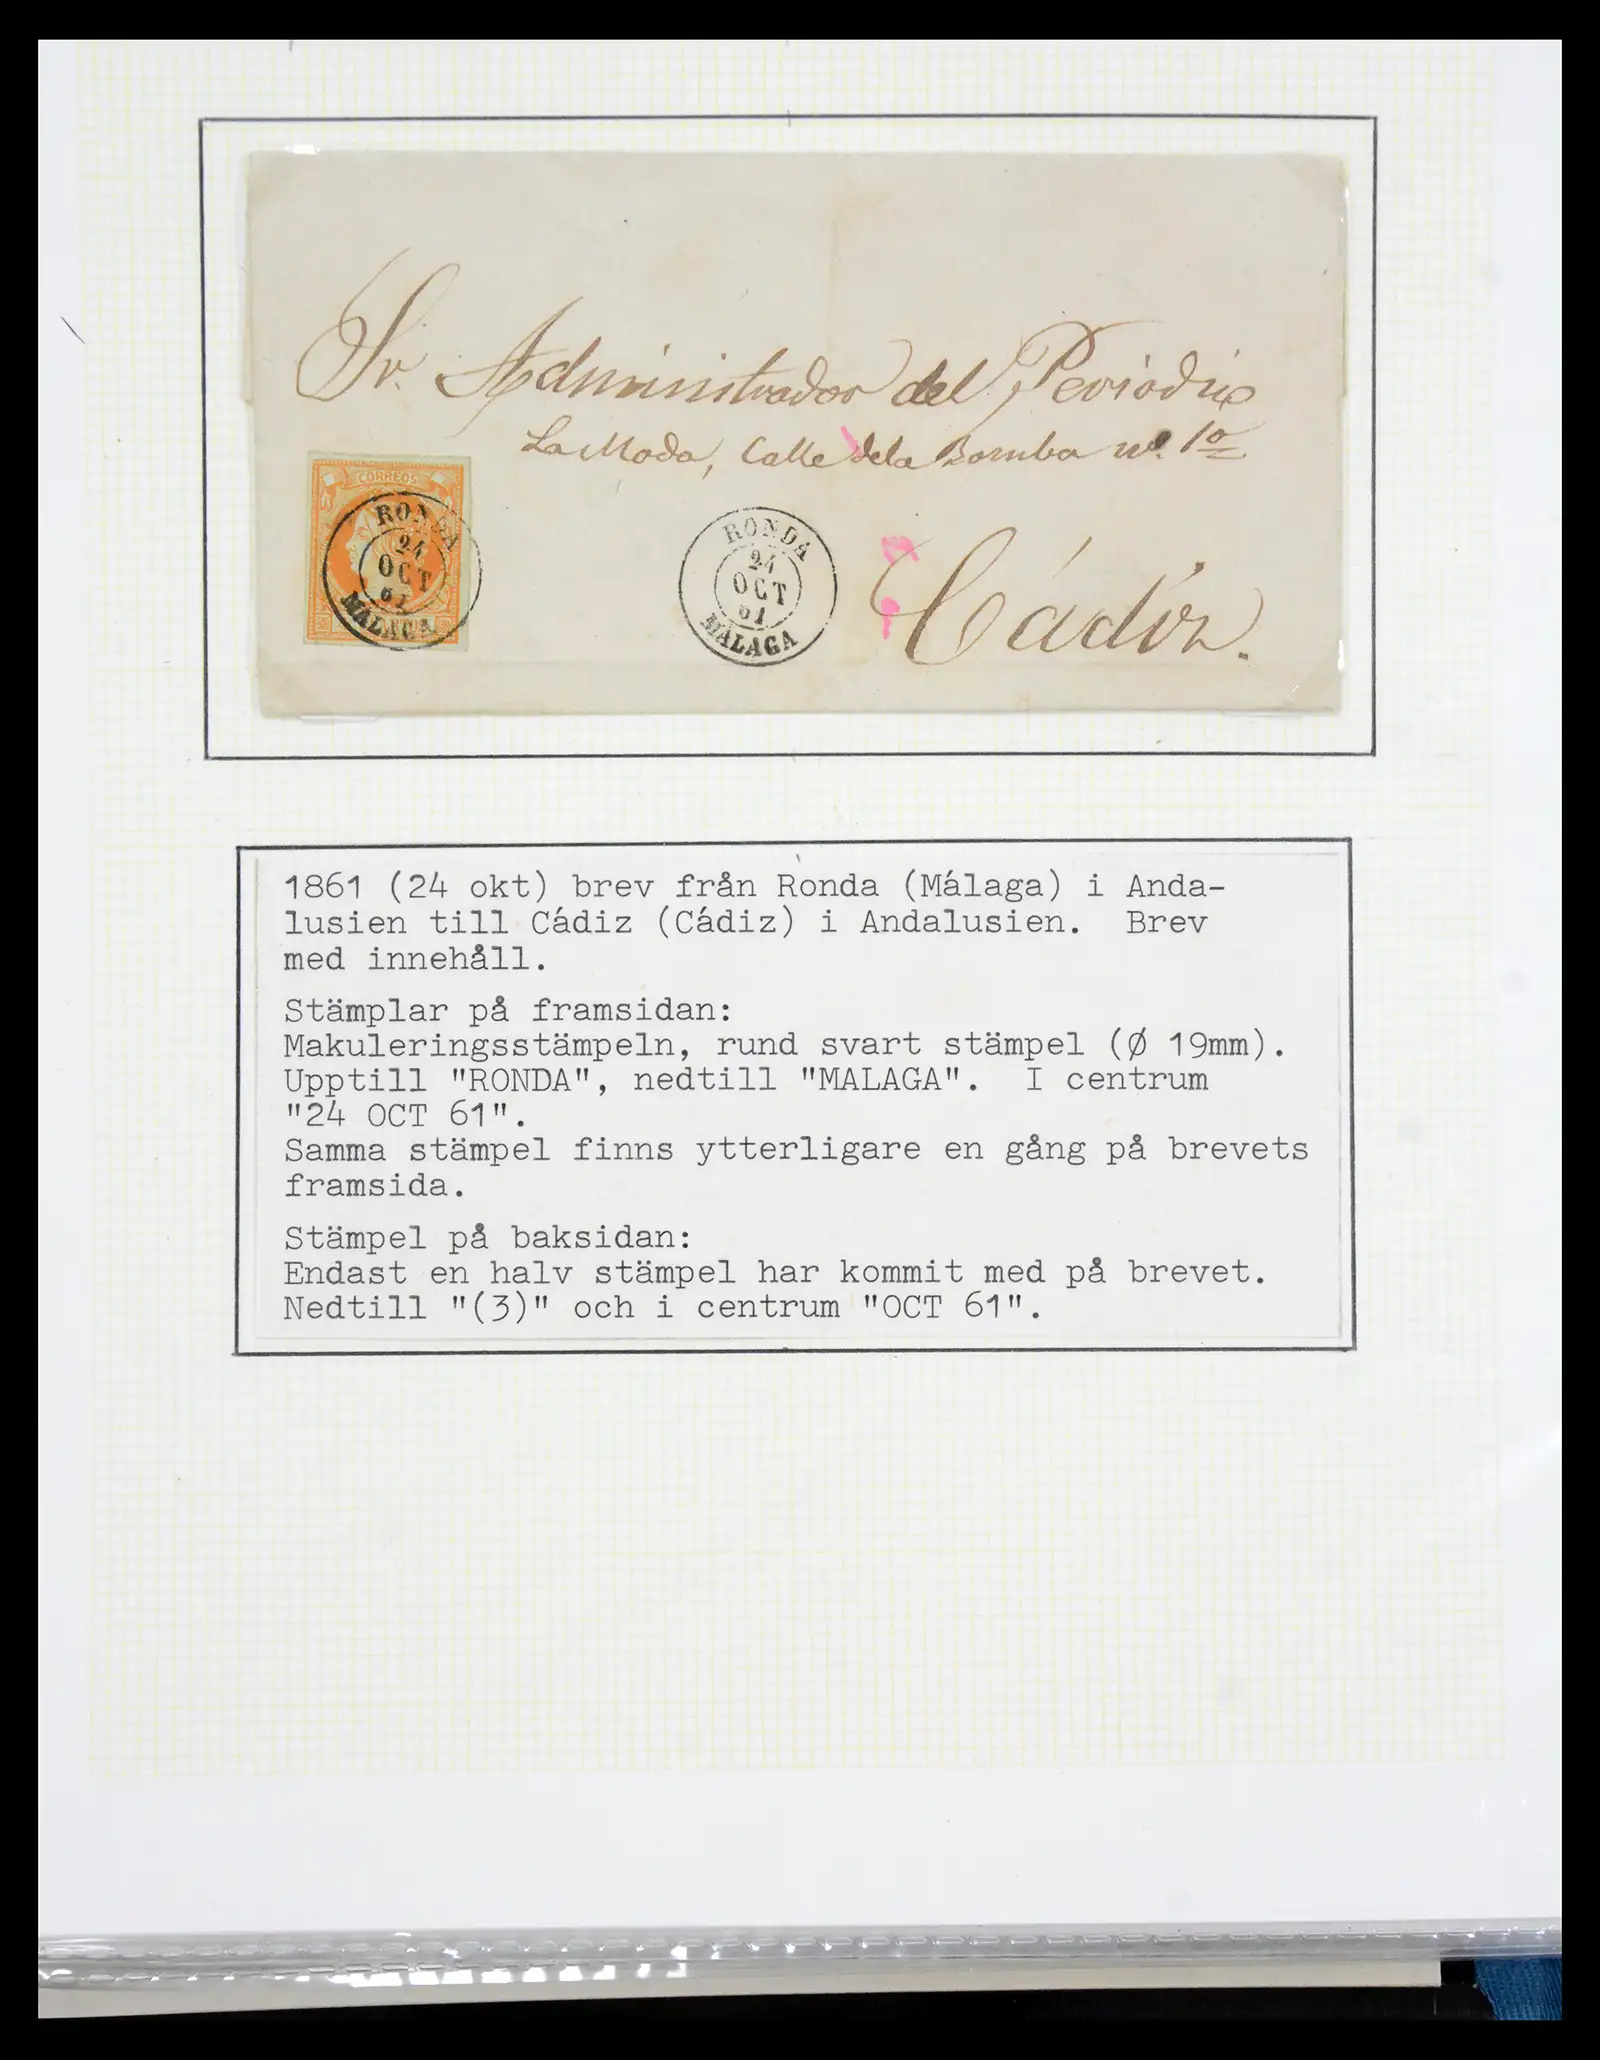 Sr. Administrador del Periodico
La Moda, Calle de la Bomba nº. 1º
CORREOS
RONDA
24
OCT
61
MALAGA
RONDA
24
OCT
61
MALAGA
Cádiz.
1861 (24 okt) brev från Ronda (Málaga) i Anda-
lusien till Cádiz (Cádiz) i Andalusien. Brev
med innehåll.
Stämplar på framsidan:
Makuleringsstämpeln, rund svart stämpel (Ø 19mm).
Upptill "RONDA", nedtill "MALAGA". I centrum
"24 OCT 61".
Samma stämpel finns ytterligare en gång på brevets
framsida.
Stämpel på baksidan:
Endast en halv stämpel har kommit med på brevet.
Nedtill "(3)" och i centrum "OCT 61".